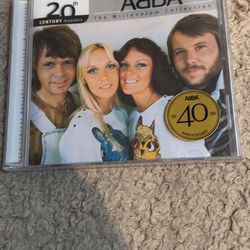 20th
CENTURY masters
ABBA
The Millennium Collection
ABBA
40
anniversary